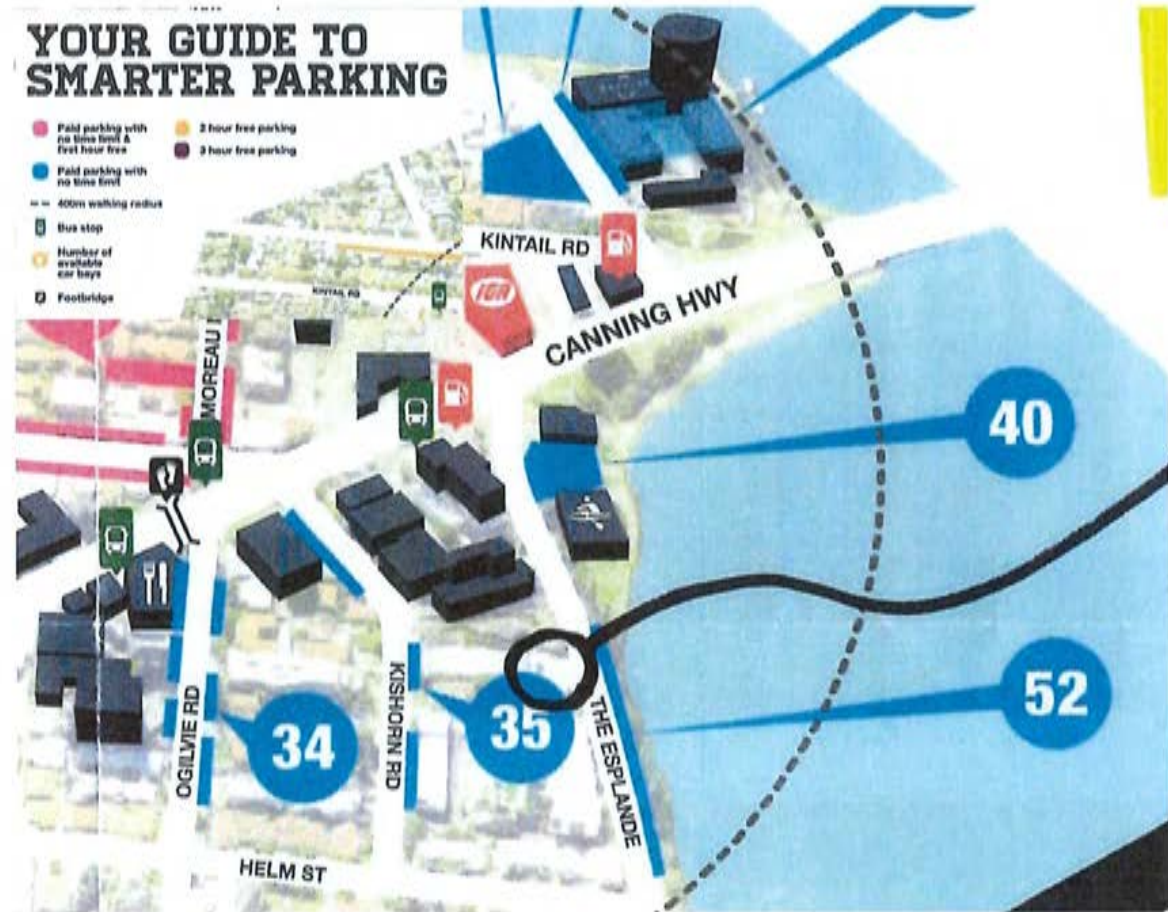 YOUR GUIDE TO
SMARTER PARKING
Paid parking with
no time limit &
first hour free
Paid parking with
no time limit
400m walking radius
Bus stop
Number of
available
car bays
Footbridge
2 hour free parking
3 hour free parking
KINTAIL RD
IGA
KINTAIL RD
CANNING HWY
MOREAU
40
52
34
35
OGILVIE RD
KISHORN RD
THE ESPLANDE
HELM ST